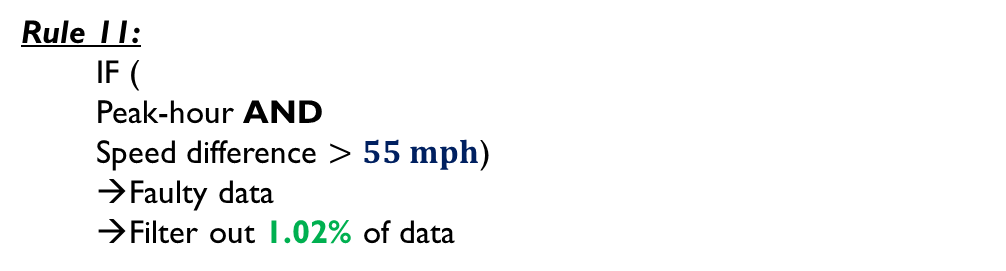 Rule 11:
IF (
Peak-hour AND
Speed difference > 55 mph)
→Faulty data
→Filter out 1.02% of data